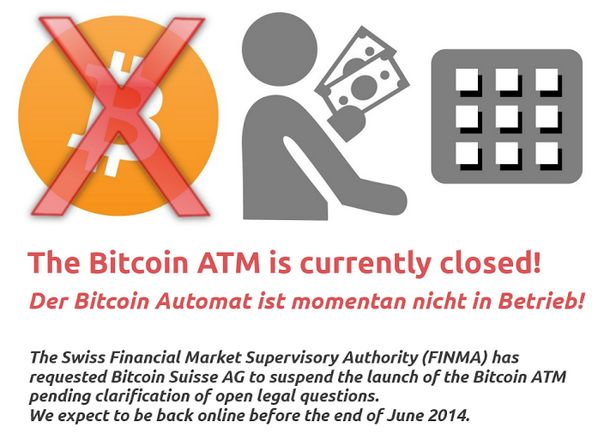 The Bitcoin ATM is currently closed!
Der Bitcoin Automat ist momentan nicht in Betrieb!
The Swiss Financial Market Supervisory Authority (FINMA) has
requested Bitcoin Suisse AG to suspend the launch of the Bitcoin ATM
pending clarification of open legal questions.
We expect to be back online before the end of June 2014.